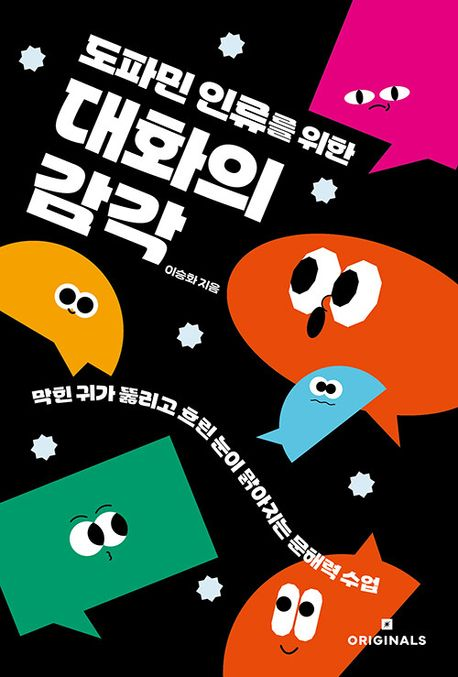 도파민 인류를 위한
대화의
감각
이승화 지음
막힌 귀가 뚫리고 흐린 눈이 맑아지는 문해력 수업
ORIGINALS